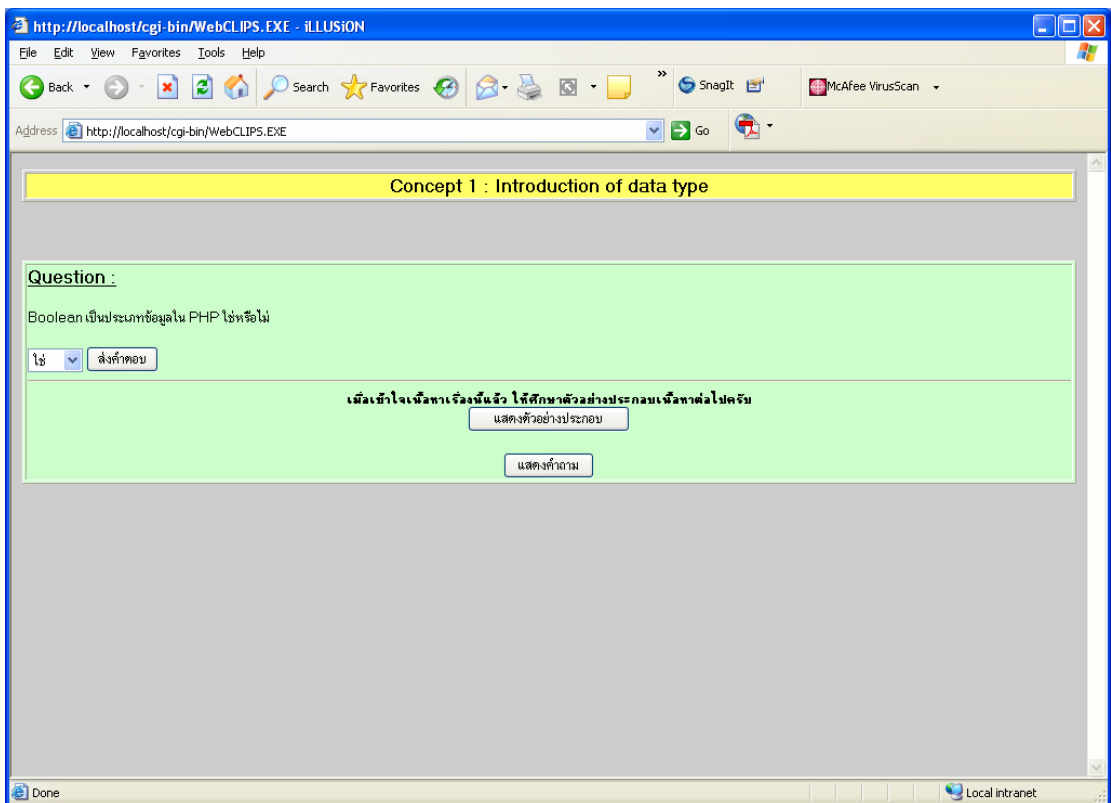 http://localhost/cgi-bin/WebCLIPS.EXE - iLLUSiON
File Edit View Favorites Tools Help
Back Search Favorites » SnagIt McAfee VirusScan
Address http://localhost/cgi-bin/WebCLIPS.EXE Go
Concept 1 : Introduction of data type
Question :
Boolean เป็นประเภทข้อมูลใน PHP ใช่หรือไม่
ใช่ ส่งคำตอบ
เมื่อเข้าใจเนื้อหาเรื่องนี้แล้ว ให้ศึกษาตัวอย่างประกอบเนื้อหาต่อไปครับ
แสดงตัวอย่างประกอบ
แสดงคำถาม
Done Local intranet